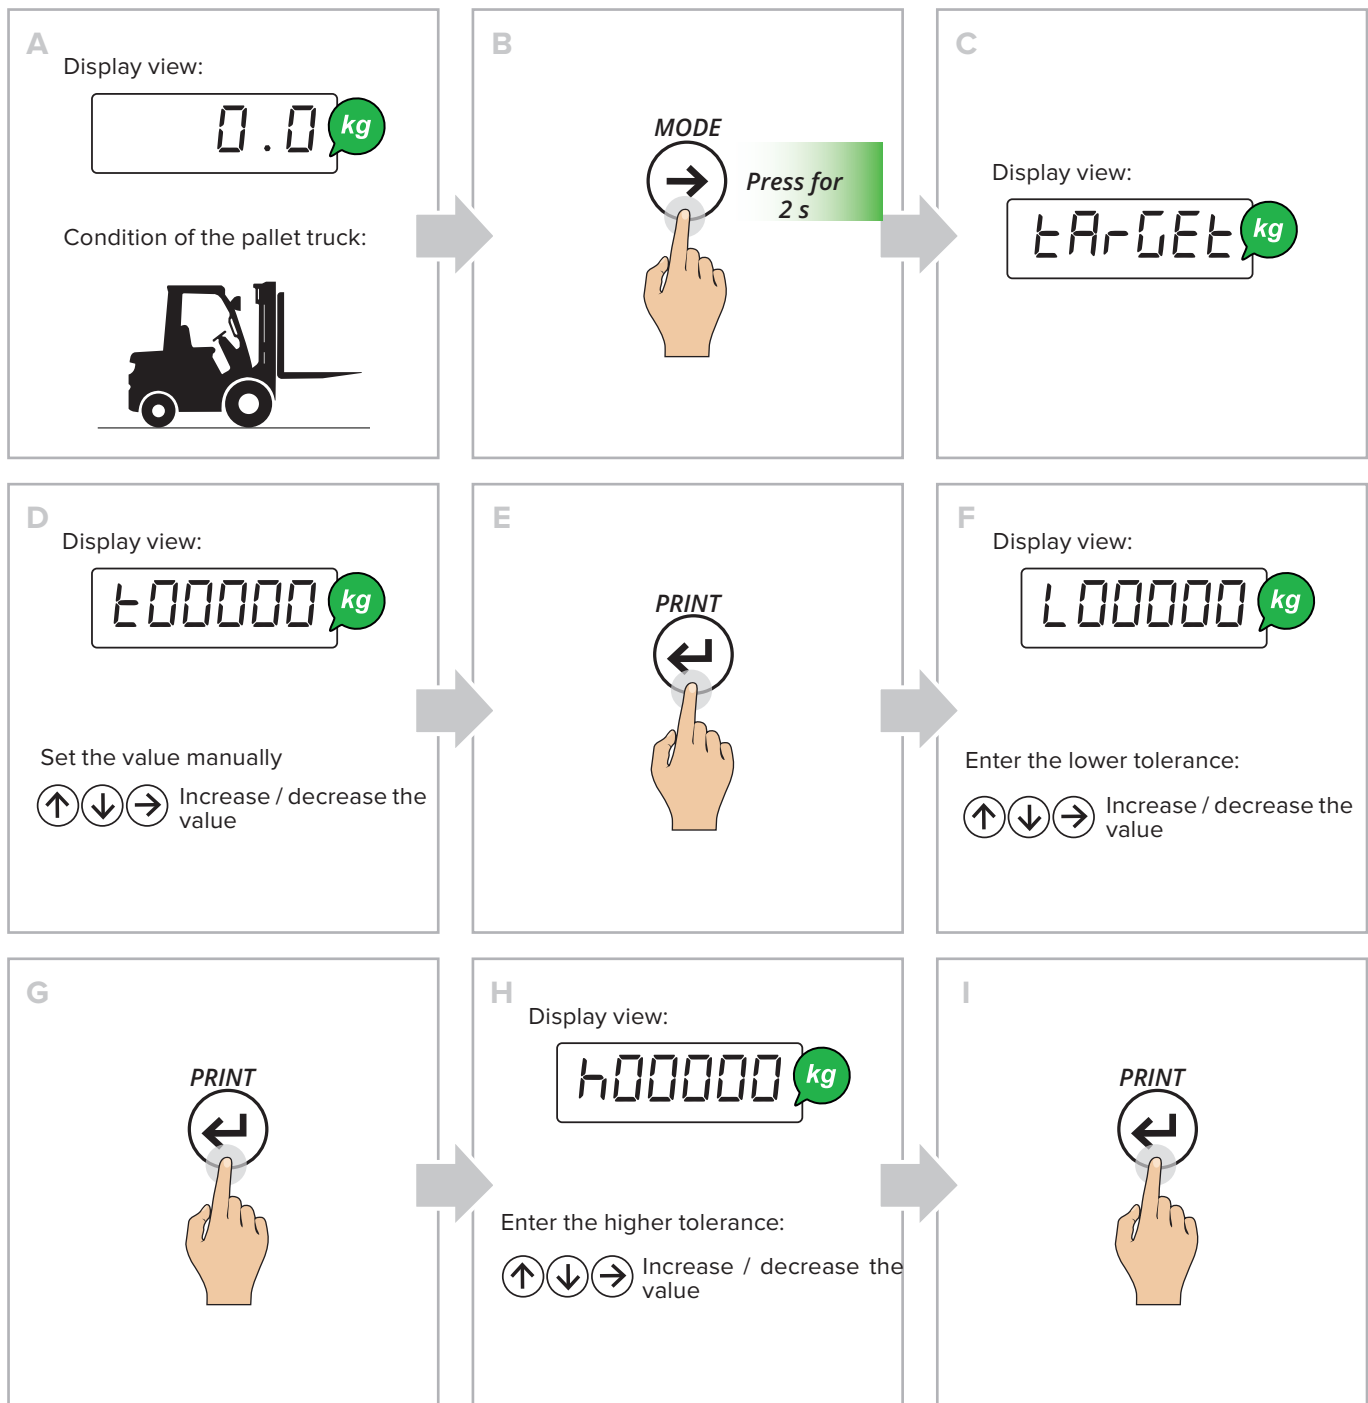 A
Display view:
0.0 kg
Condition of the pallet truck:
B
MODE
Press for
2 s
C
Display view:
tArGEt kg
D
Display view:
t00000 kg
Set the value manually
Increase / decrease the
value
E
PRINT
F
Display view:
L00000 kg
Enter the lower tolerance:
Increase / decrease the
value
G
PRINT
H
Display view:
h00000 kg
Enter the higher tolerance:
Increase / decrease the
value
I
PRINT